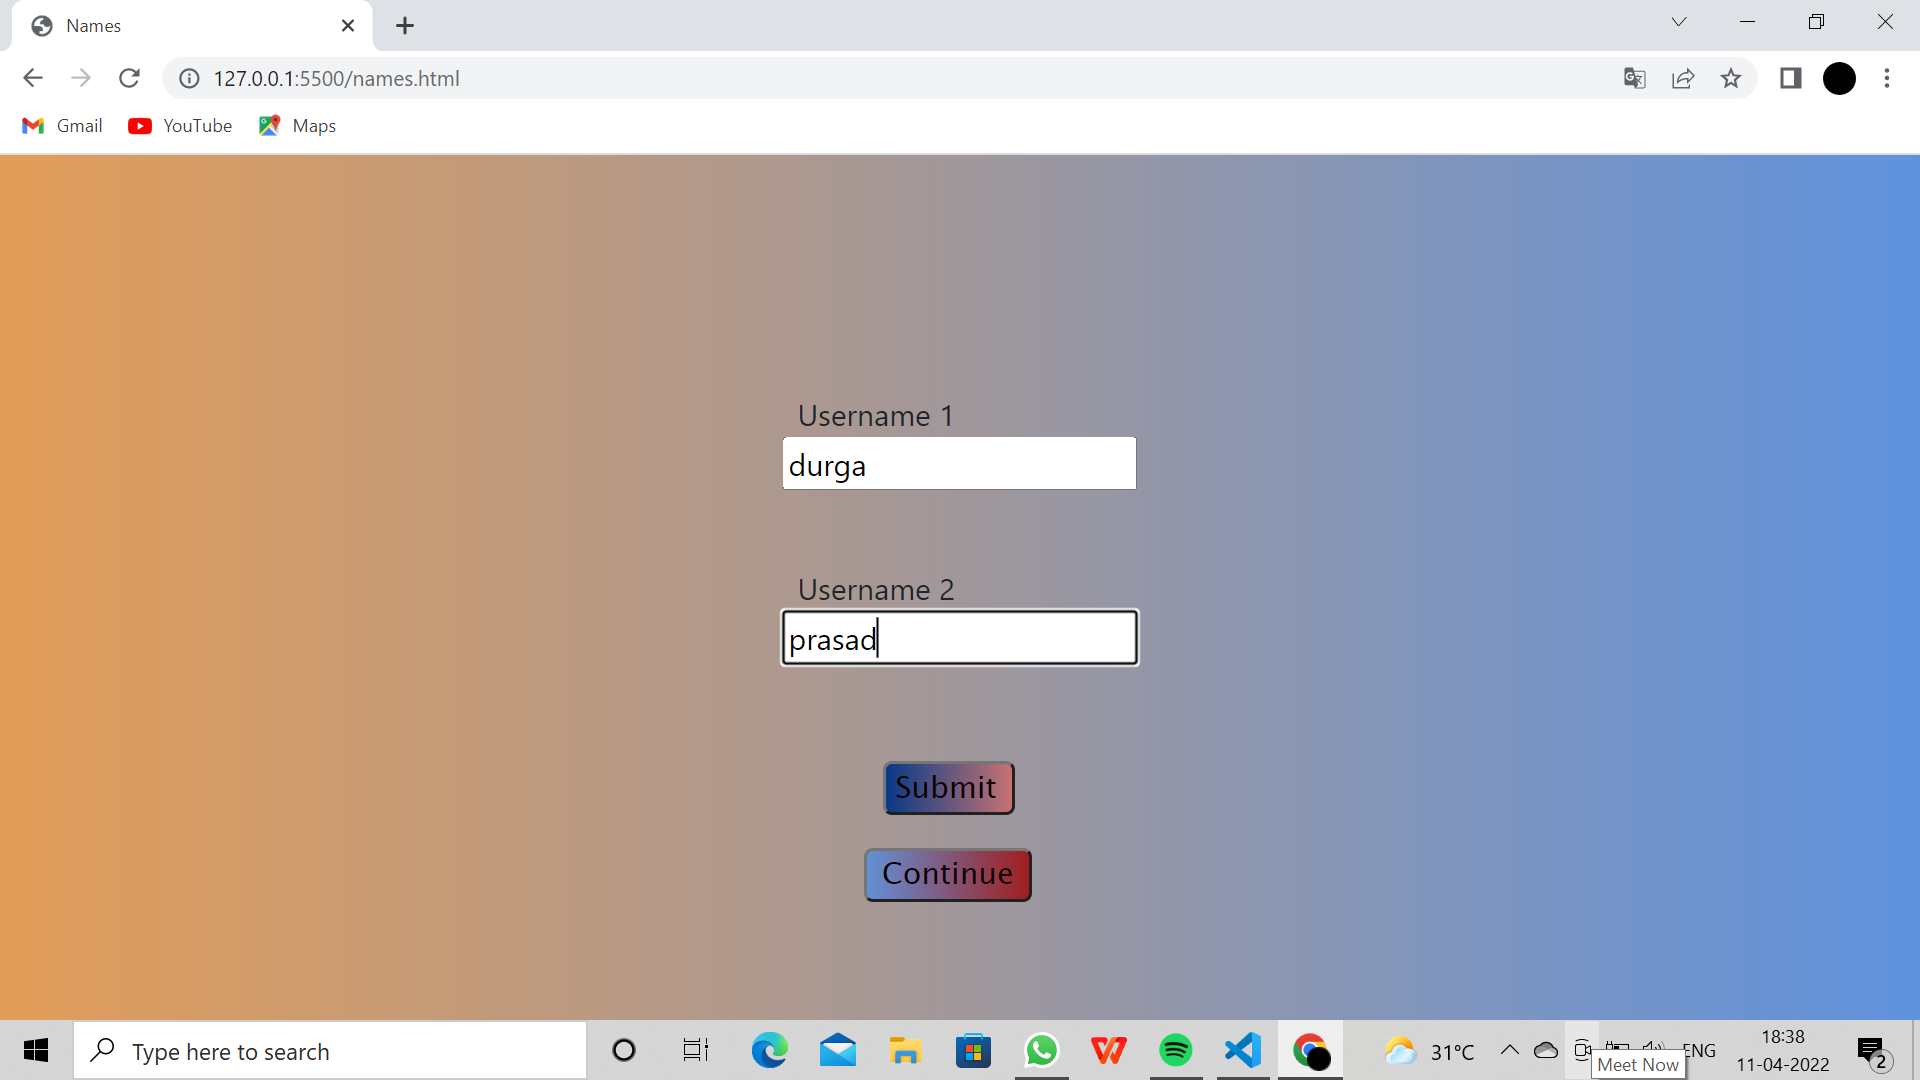 Names
127.0.0.1:5500/names.html
Gmail YouTube Maps
Username 1
durga
Username 2
prasad
Submit
Continue
Type here to search
31°C
ENG
18:38
11-04-2022
2
Meet Now